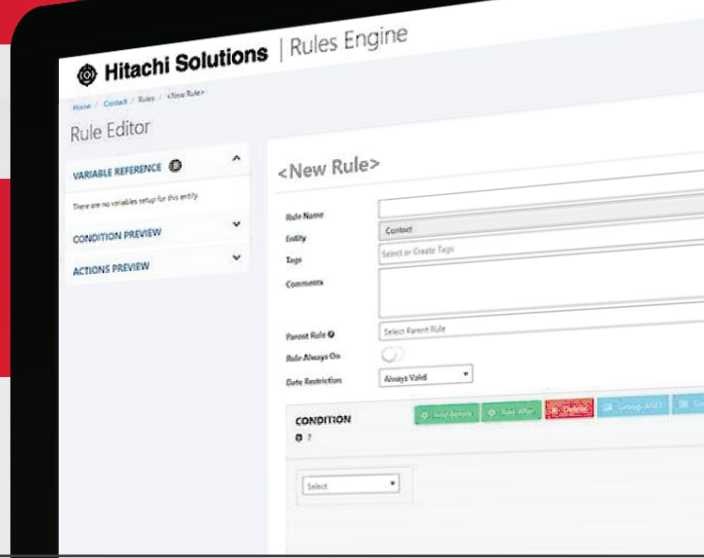 Hitachi Solutions | Rules Engine
Home / Contact / Rules / <New Rule>
Rule Editor
VARIABLE REFERENCE
There are no variables setup for this entity
CONDITION PREVIEW
ACTIONS PREVIEW
<New Rule>
Rule Name
Entity
Contact
Tags
Select or Create Tags
Comments
Parent Rule
Select Parent Rule
Rule Always On
Date Restriction
Always Valid
CONDITION
?
Add Before
Add After
Delete
Group AND
Select